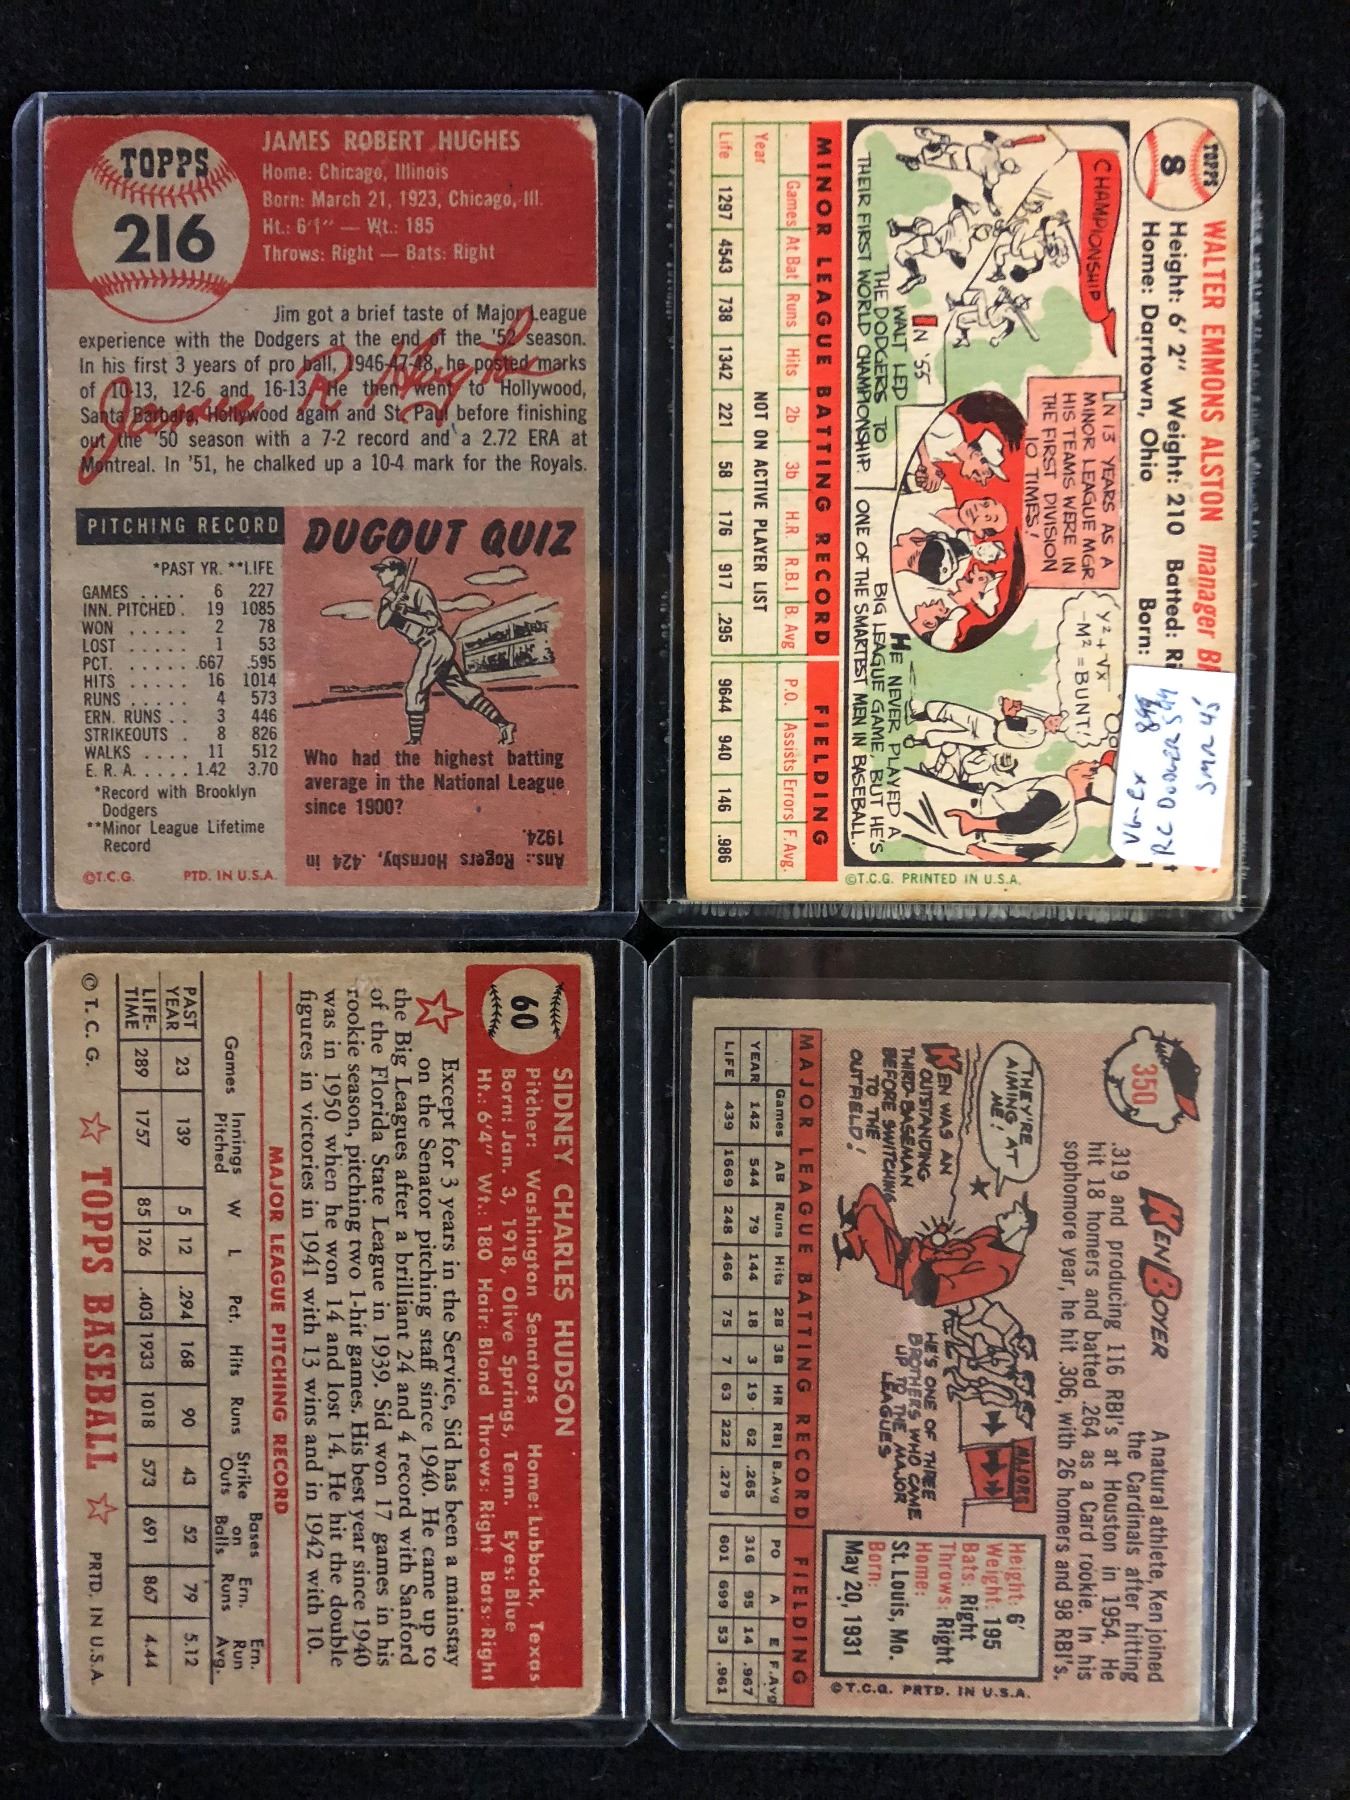 TOPPS
216
JAMES ROBERT HUGHES
Home: Chicago, Illinois
Born: March 21, 1923, Chicago, Ill.
Ht.: 6'1" — Wt.: 185
Throws: Right — Bats: Right
Jim got a brief taste of Major League
experience with the Dodgers at the end of the '52 season.
In his first 3 years of pro ball, 1946-47-48, he posted marks
of 10-13, 12-6 and 16-13. He then went to Hollywood,
Santa Barbara, Hollywood again and St. Paul before finishing
out the '50 season with a 7-2 record and a 2.72 ERA at
Montreal. In '51, he chalked up a 10-4 mark for the Royals.
James R. Hughes
PITCHING RECORD
*PAST YR. **LIFE
GAMES . . . . 6 227
INN. PITCHED . 19 1085
WON . . . . . 2 78
LOST . . . . . 1 53
PCT. . . . . . .667 .595
HITS . . . . . 16 1014
RUNS . . . . . 4 573
ERN. RUNS . . 3 446
STRIKEOUTS . 8 826
WALKS . . . . 11 512
E. R. A. . . . . . 1.42 3.70
*Record with Brooklyn
Dodgers
**Minor League Lifetime
Record
©T.C.G. PTD. IN U.S.A.
DUGOUT QUIZ
Who had the highest batting
average in the National League
since 1900?
Ans.: Rogers Hornsby, .424 in
1924.
TOPPS
8
WALTER EMMONS ALSTON manager B
Height: 6' 2" Weight: 210 Batted: Ri
Home: Darrtown, Ohio Born:
CHAMPIONSHIP
IN '55
WALT LED
THE DODGERS TO
THEIR FIRST WORLD CHAMPIONSHIP.
IN 13 YEARS AS A
MINOR LEAGUE MGR.
HIS TEAMS WERE IN
THE FIRST DIVISION
10 TIMES!
Y² + √X
-M² = BUNT!
HE NEVER PLAYED A
BIG LEAGUE GAME, BUT HE'S
ONE OF THE SMARTEST MEN IN BASEBALL.
MINOR LEAGUE BATTING RECORD FIELDING
Games At Bat Runs Hits 2b 3b H.R. R.B.I B. Avg P.O. Assists Errors F. Avg.
Year NOT ON ACTIVE PLAYER LIST
Life 1297 4543 738 1342 221 58 176 917 .295 9644 940 146 .986
©T.C.G. PRINTED IN U.S.A.
RC DODGERS
VG-EX
60
SIDNEY CHARLES HUDSON
Pitcher: Washington Senators Home: Lubbock, Texas
Born: Jan. 3, 1918, Olive Springs, Tenn. Eyes: Blue
Ht.: 6'4" Wt.: 180 Hair: Blond Throws: Right Bats: Right
Except for 3 years in the Service, Sid has been a mainstay
on the Senator pitching staff since 1940. He came up to
the Big Leagues after a brilliant 24 and 4 record with Sanford
of the Florida State League in 1939. Sid won 17 games in his
rookie season, pitching two 1-hit games. His best year since 1940
was in 1950 when he won 14 and lost 14. He hit the double
figures in victories in 1941 with 13 wins and in 1942 with 10.
MAJOR LEAGUE PITCHING RECORD
Games Innings Pitched W L Pct. Hits Runs Strike Outs Bases on Balls Ern. Runs Ern. Run Avg.
PAST YEAR 23 139 5 12 .294 168 90 43 52 79 5.12
LIFE-TIME 289 1757 85 126 .403 1933 1018 573 691 867 4.44
©T. C. G. TOPPS BASEBALL PRTD. IN U.S.A.
350
KEN BOYER
A natural athlete, Ken joined
the Cardinals after hitting
.319 and producing 116 RBI's at Houston in 1954. He
hit 18 homers and batted .264 as a Card rookie. In his
sophomore year, he hit .306, with 26 homers and 98 RBI's.
THEY'RE
AIMING AT
ME!
KEN WAS AN
OUTSTANDING
THIRD BASEMAN
BEFORE SWITCHING
TO THE
OUTFIELD!
MAJORS
HE'S ONE OF THREE
BROTHERS WHO CAME
UP TO THE MAJOR
LEAGUES
Height: 6'
Weight: 195
Bats: Right
Throws: Right
Home:
St. Louis, Mo.
Born:
May 20, 1931
©T.C.G. PRTD. IN U.S.A.
MAJOR LEAGUE BATTING RECORD FIELDING
Games AB Runs Hits 2B 3B HR RBI B.Avg PO A E F.Avg
YEAR 142 544 79 144 18 3 19 62 .265 316 95 14 .967
LIFE 439 1669 248 466 75 7 63 222 .279 601 699 53 .961